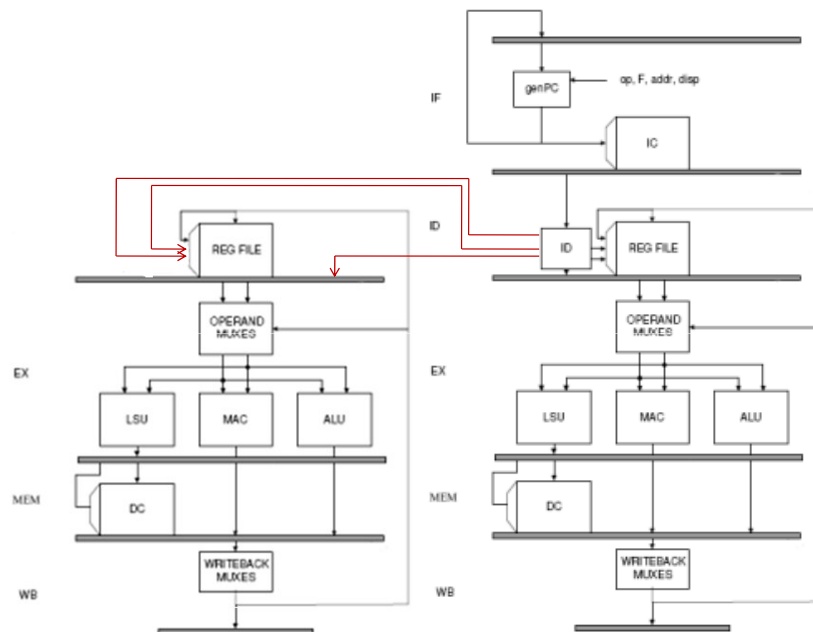 genPC
op, F, addr, disp
IF
IC
ID
REG FILE
ID
REG FILE
OPERAND
MUXES
OPERAND
MUXES
EX
EX
LSU
MAC
ALU
LSU
MAC
ALU
MEM
DC
MEM
DC
WRITEBACK
MUXES
WRITEBACK
MUXES
WB
WB